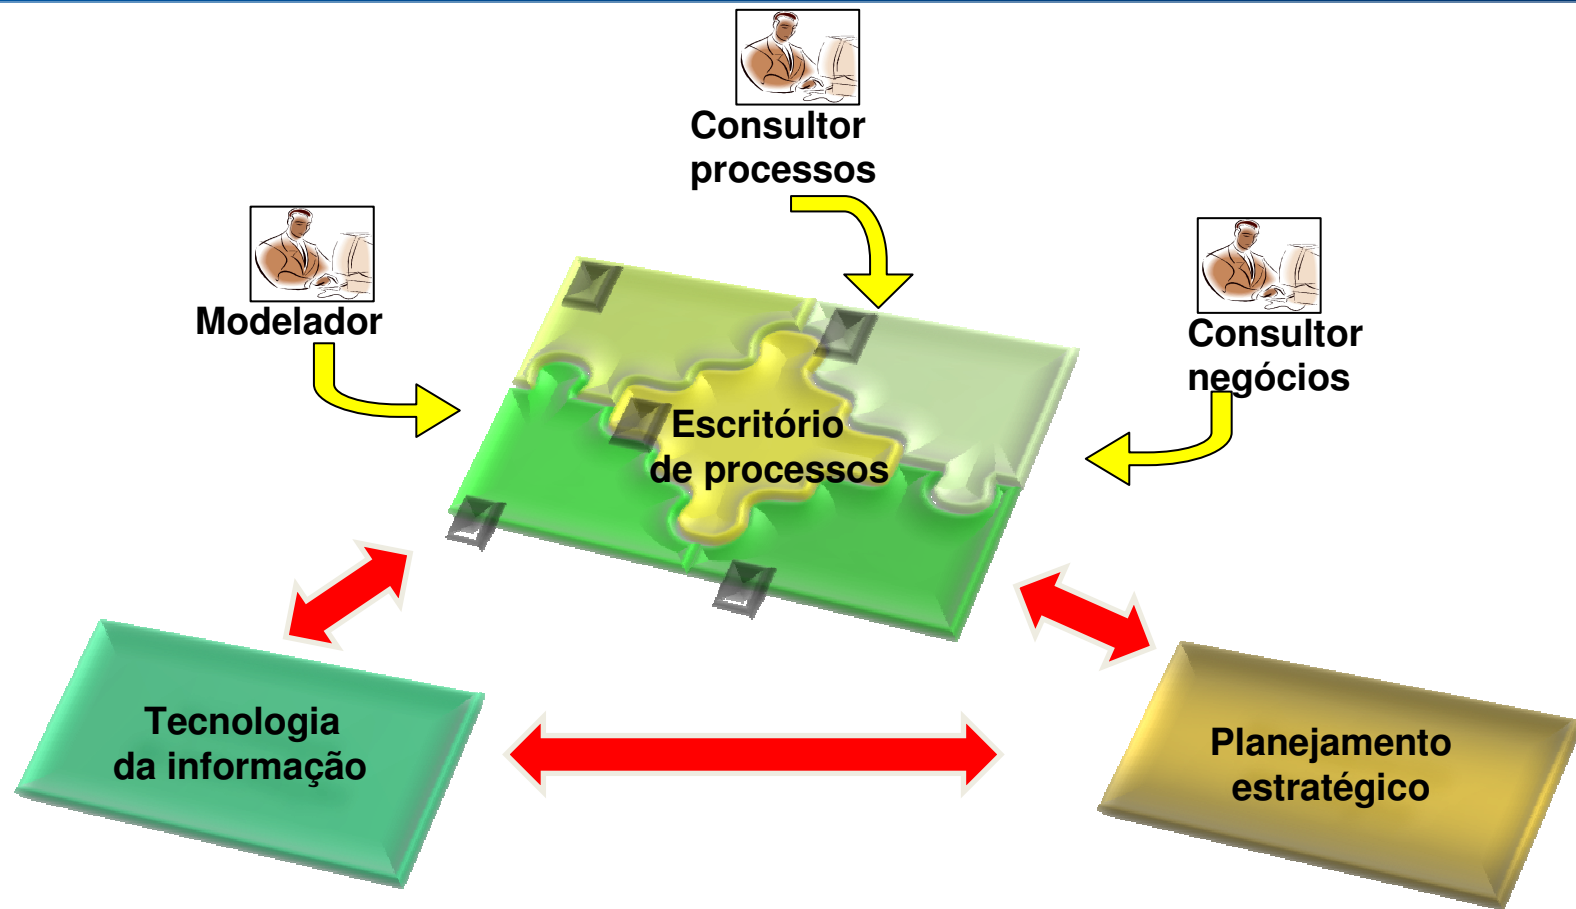 Consultor
processos
Modelador
Consultor
negócios
Escritório
de processos
Tecnologia
da informação
Planejamento
estratégico